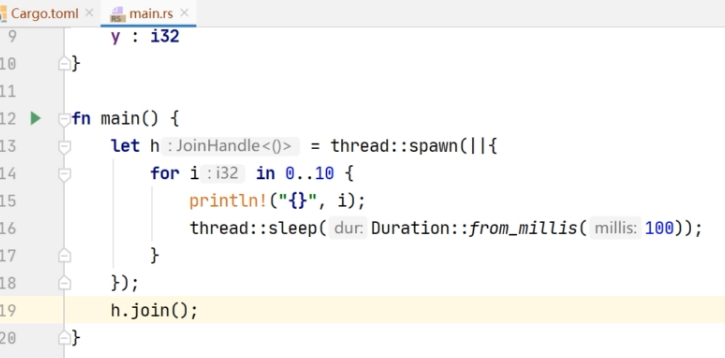 Cargo.toml × main.rs ×
9 y : i32
10 }
11
12 fn main() {
13 let h : JoinHandle<()> = thread::spawn(||{
14 for i : i32 in 0..10 {
15 println!("{}", i);
16 thread::sleep( dur: Duration::from_millis( millis: 100));
17 }
18 });
19 h.join();
20 }